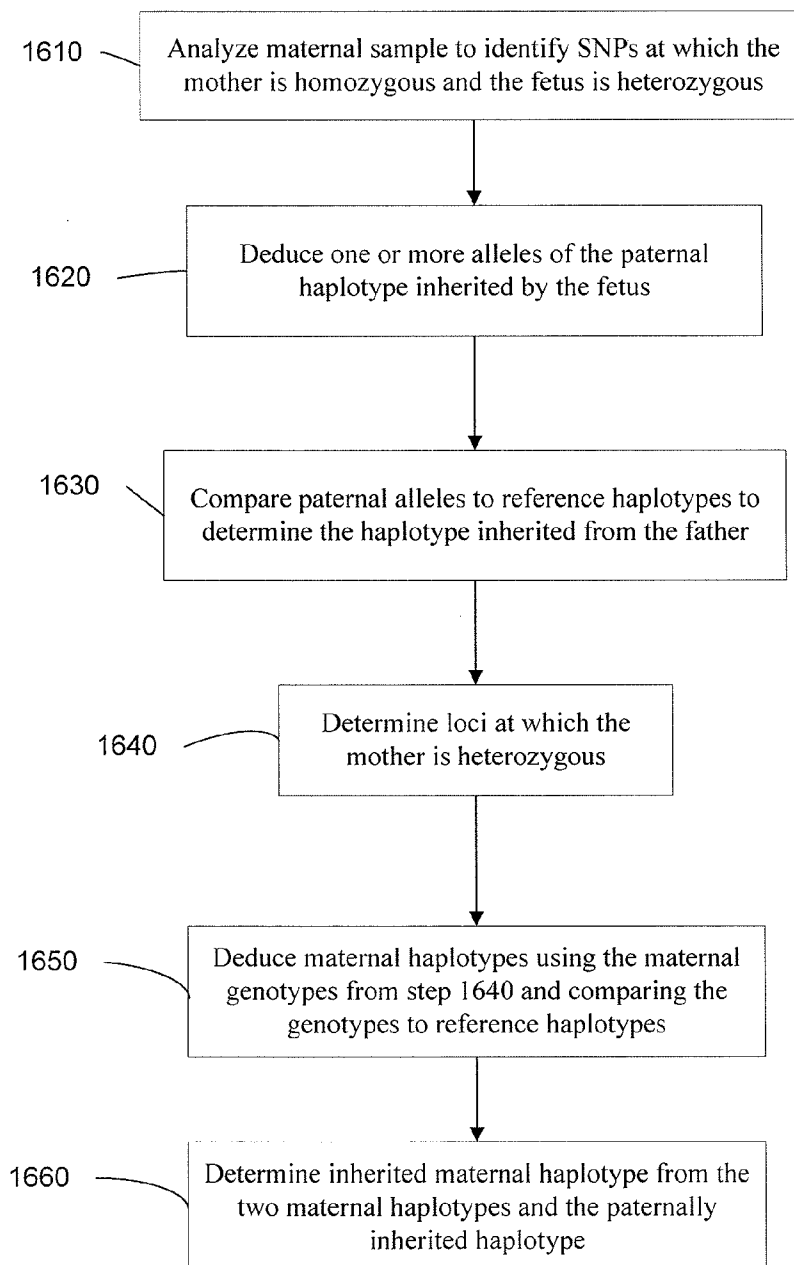 1610
Analyze maternal sample to identify SNPs at which the
mother is homozygous and the fetus is heterozygous
1620
Deduce one or more alleles of the paternal
haplotype inherited by the fetus
1630
Compare paternal alleles to reference haplotypes to
determine the haplotype inherited from the father
1640
Determine loci at which the
mother is heterozygous
1650
Deduce maternal haplotypes using the maternal
genotypes from step 1640 and comparing the
genotypes to reference haplotypes
1660
Determine inherited maternal haplotype from the
two maternal haplotypes and the paternally
inherited haplotype